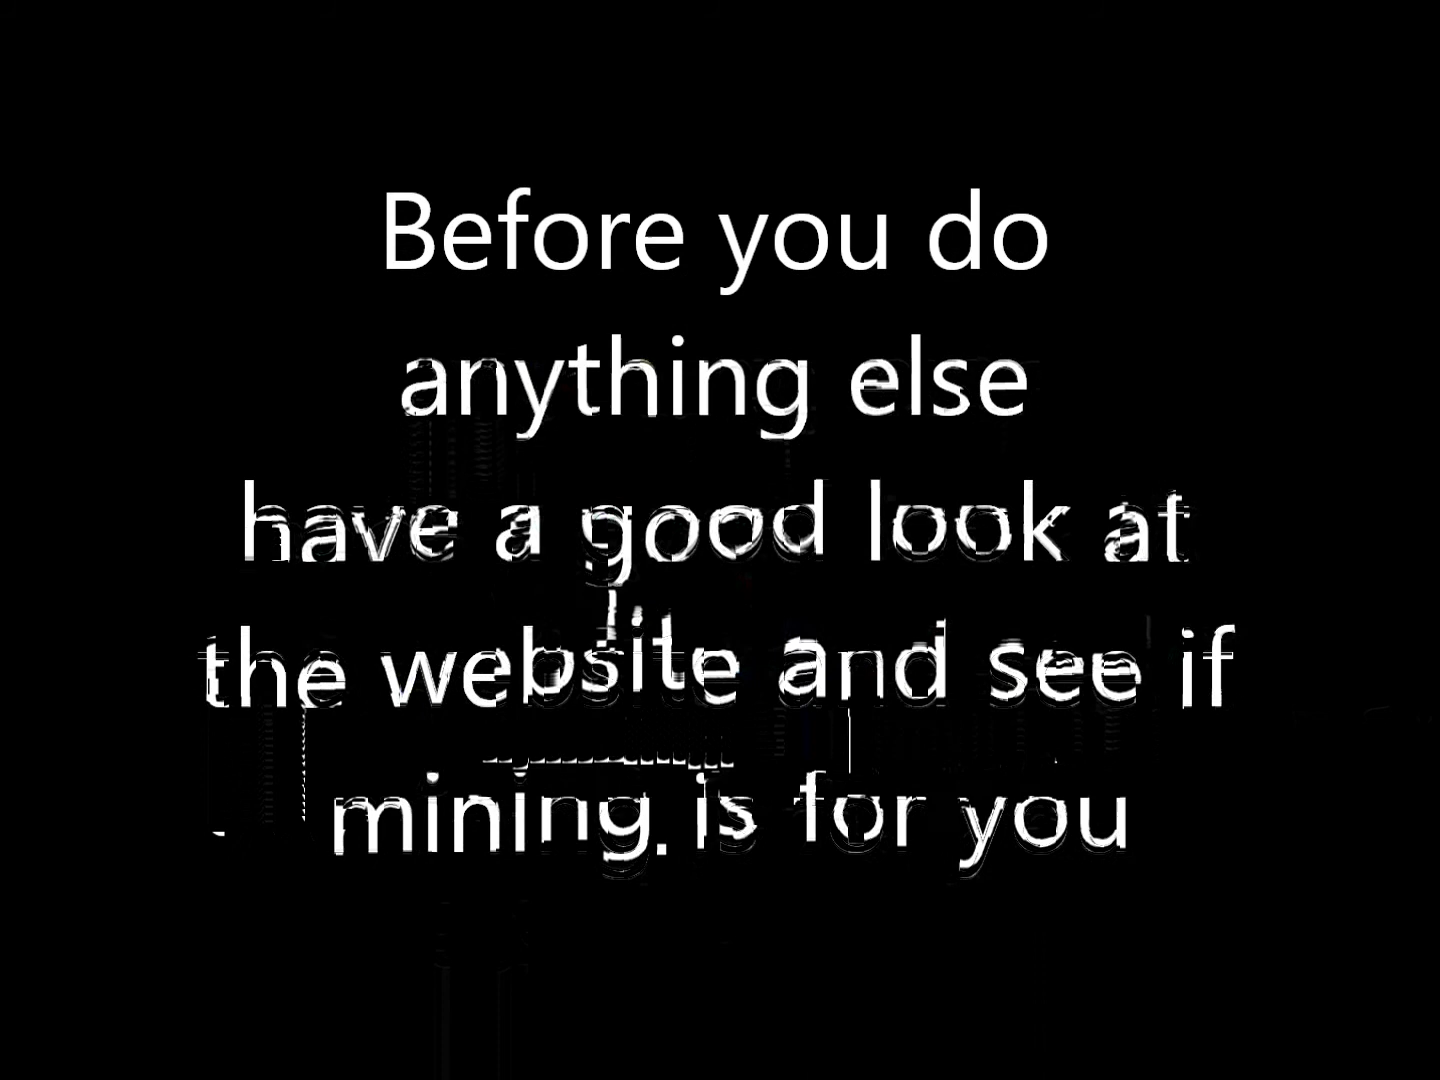 Before you do
anything else
have a good look at
the website and see if
mining. is for you